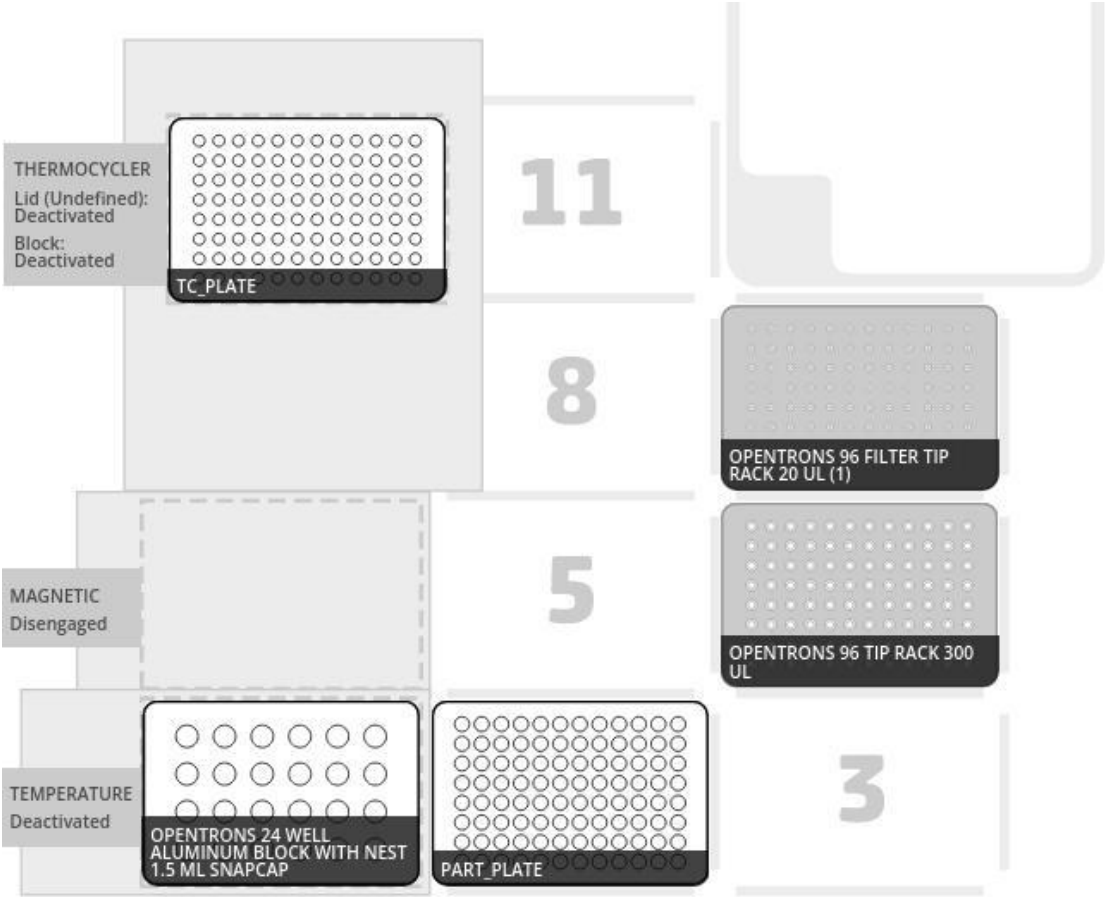 THERMOCYCLER
Lid (Undefined):
Deactivated
Block:
Deactivated
TC_PLATE
11
8
OPENTRONS 96 FILTER TIP
RACK 20 UL (1)
MAGNETIC
Disengaged
5
OPENTRONS 96 TIP RACK 300
UL
TEMPERATURE
Deactivated
OPENTRONS 24 WELL
ALUMINUM BLOCK WITH NEST
1.5 ML SNAPCAP
PART_PLATE
3